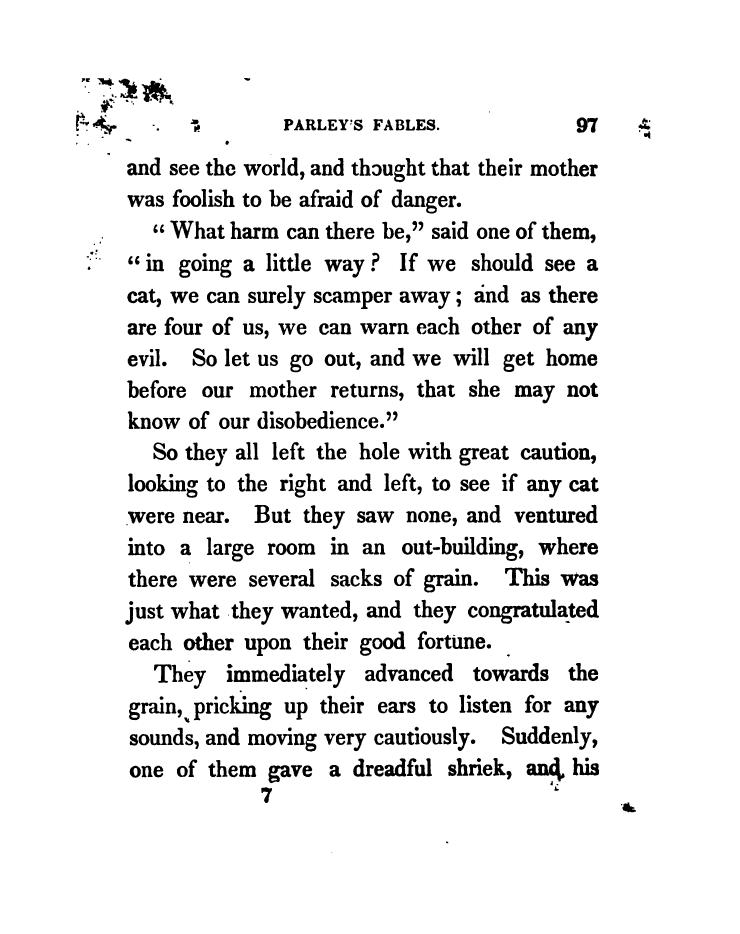 PARLEY'S FABLES. 97
and see the world, and thought that their mother
was foolish to be afraid of danger.
“ What harm can there be,” said one of them,
“ in going a little way ? If we should see a
cat, we can surely scamper away ; and as there
are four of us, we can warn each other of any
evil. So let us go out, and we will get home
before our mother returns, that she may not
know of our disobedience.”
So they all left the hole with great caution,
looking to the right and left, to see if any cat
were near. But they saw none, and ventured
into a large room in an out-building, where
there were several sacks of grain. This was
just what they wanted, and they congratulated
each other upon their good fortune.
They immediately advanced towards the
grain, pricking up their ears to listen for any
sounds, and moving very cautiously. Suddenly,
one of them gave a dreadful shriek, and his
7